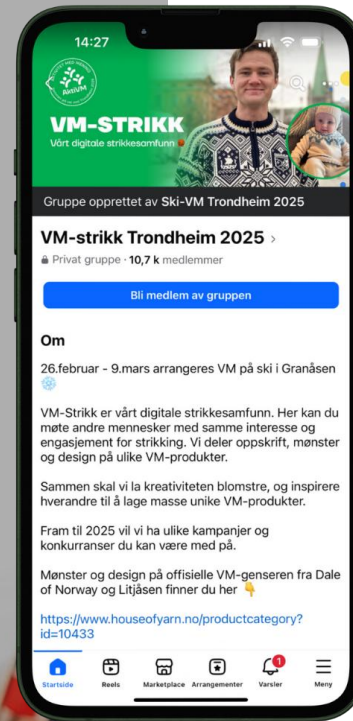 14:27
AktiVM
VM-STRIKK
Vårt digitale strikkesamfunn
Gruppe opprettet av Ski-VM Trondheim 2025
VM-strikk Trondheim 2025 >
Privat gruppe · 10,7 k medlemmer
Bli medlem av gruppen
Om
26.februar - 9.mars arrangeres VM på ski i Granåsen
❄️
VM-Strikk er vårt digitale strikkesamfunn. Her kan du
møte andre mennesker med samme interesse og
engasjement for strikking. Vi deler oppskrift, mønster
og design på ulike VM-produkter.
Sammen skal vi la kreativiteten blomstre, og inspirere
hverandre til å lage masse unike VM-produkter.
Fram til 2025 vil vi ha ulike kampanjer og
konkurranser du kan være med på.
Mønster og design på offisielle VM-genseren fra Dale
of Norway og Litjåsen finner du her 👇
https://www.houseofyarn.no/productcategory?
id=10433
1
Startside Reels Marketplace Arrangementer Varsler Meny